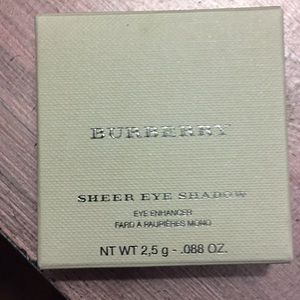 BURBERRY
SHEER EYE SHADOW
EYE ENHANCER
FARD À PAUPIÈRES MONO
NT WT 2,5 g - .088 OZ.